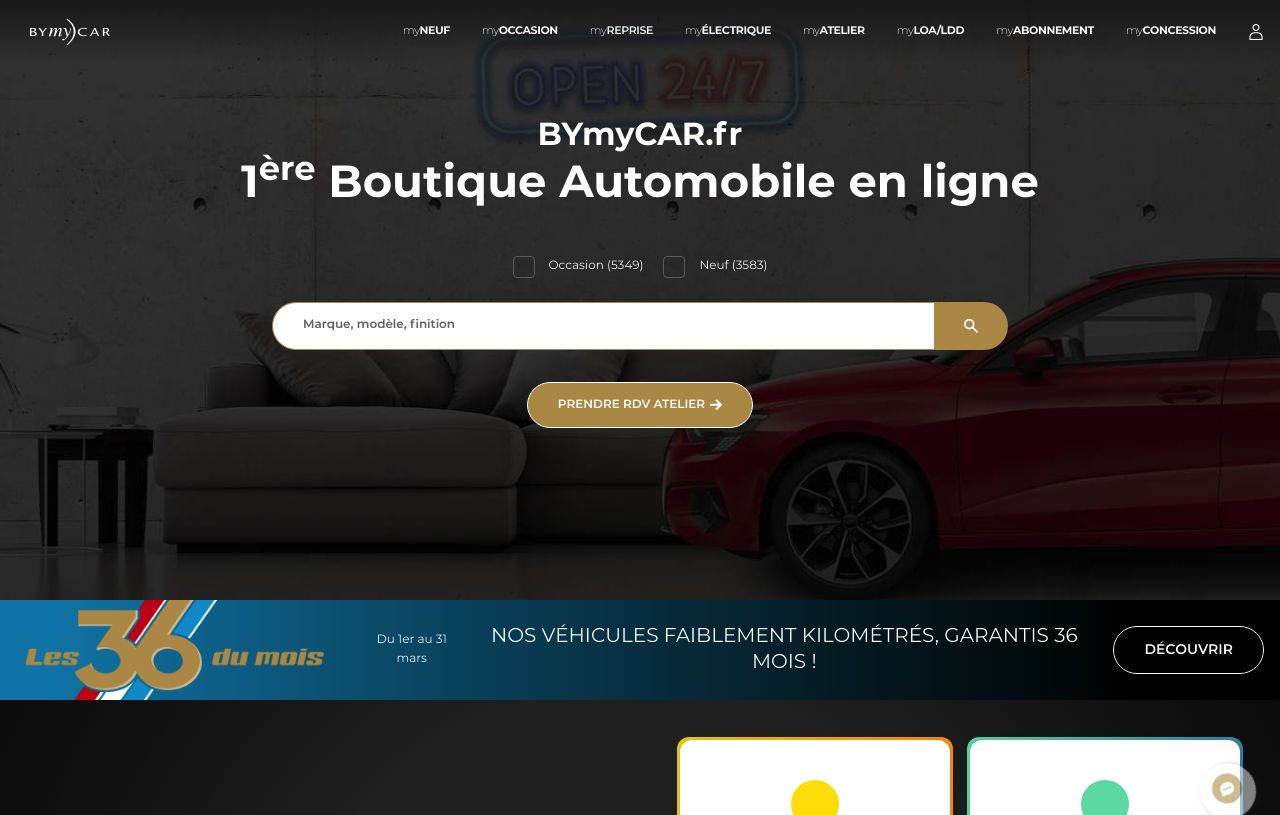 BYmyCAR
myNEUF
myOCCASION
myREPRISE
myÉLECTRIQUE
myATELIER
myLOA/LDD
myABONNEMENT
myCONCESSION
OPEN 24/7
BYmyCAR.fr
1ère Boutique Automobile en ligne
Occasion (5349)
Neuf (3583)
Marque, modèle, finition
PRENDRE RDV ATELIER
Les 36 du mois
Du 1er au 31
mars
NOS VÉHICULES FAIBLEMENT KILOMÉTRÉS, GARANTIS 36
MOIS !
DÉCOUVRIR